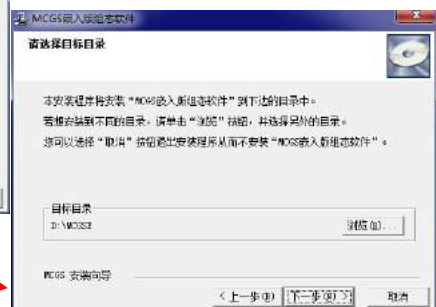 MCGS嵌入版组态软件
请选择目标目录
本安装程序将安装“MCGS嵌入版组态软件”到下边的目录中。
若想安装到不同的目录，请单击“浏览”按钮，并选择另外的目录。
您可以选择“取消”按钮退出安装程序从而不安装“MCGS嵌入版组态软件”。
目标目录
D:\MCGSE
浏览(R)...
MCGS 安装向导
<上一步(B)
下一步(N)>
取消